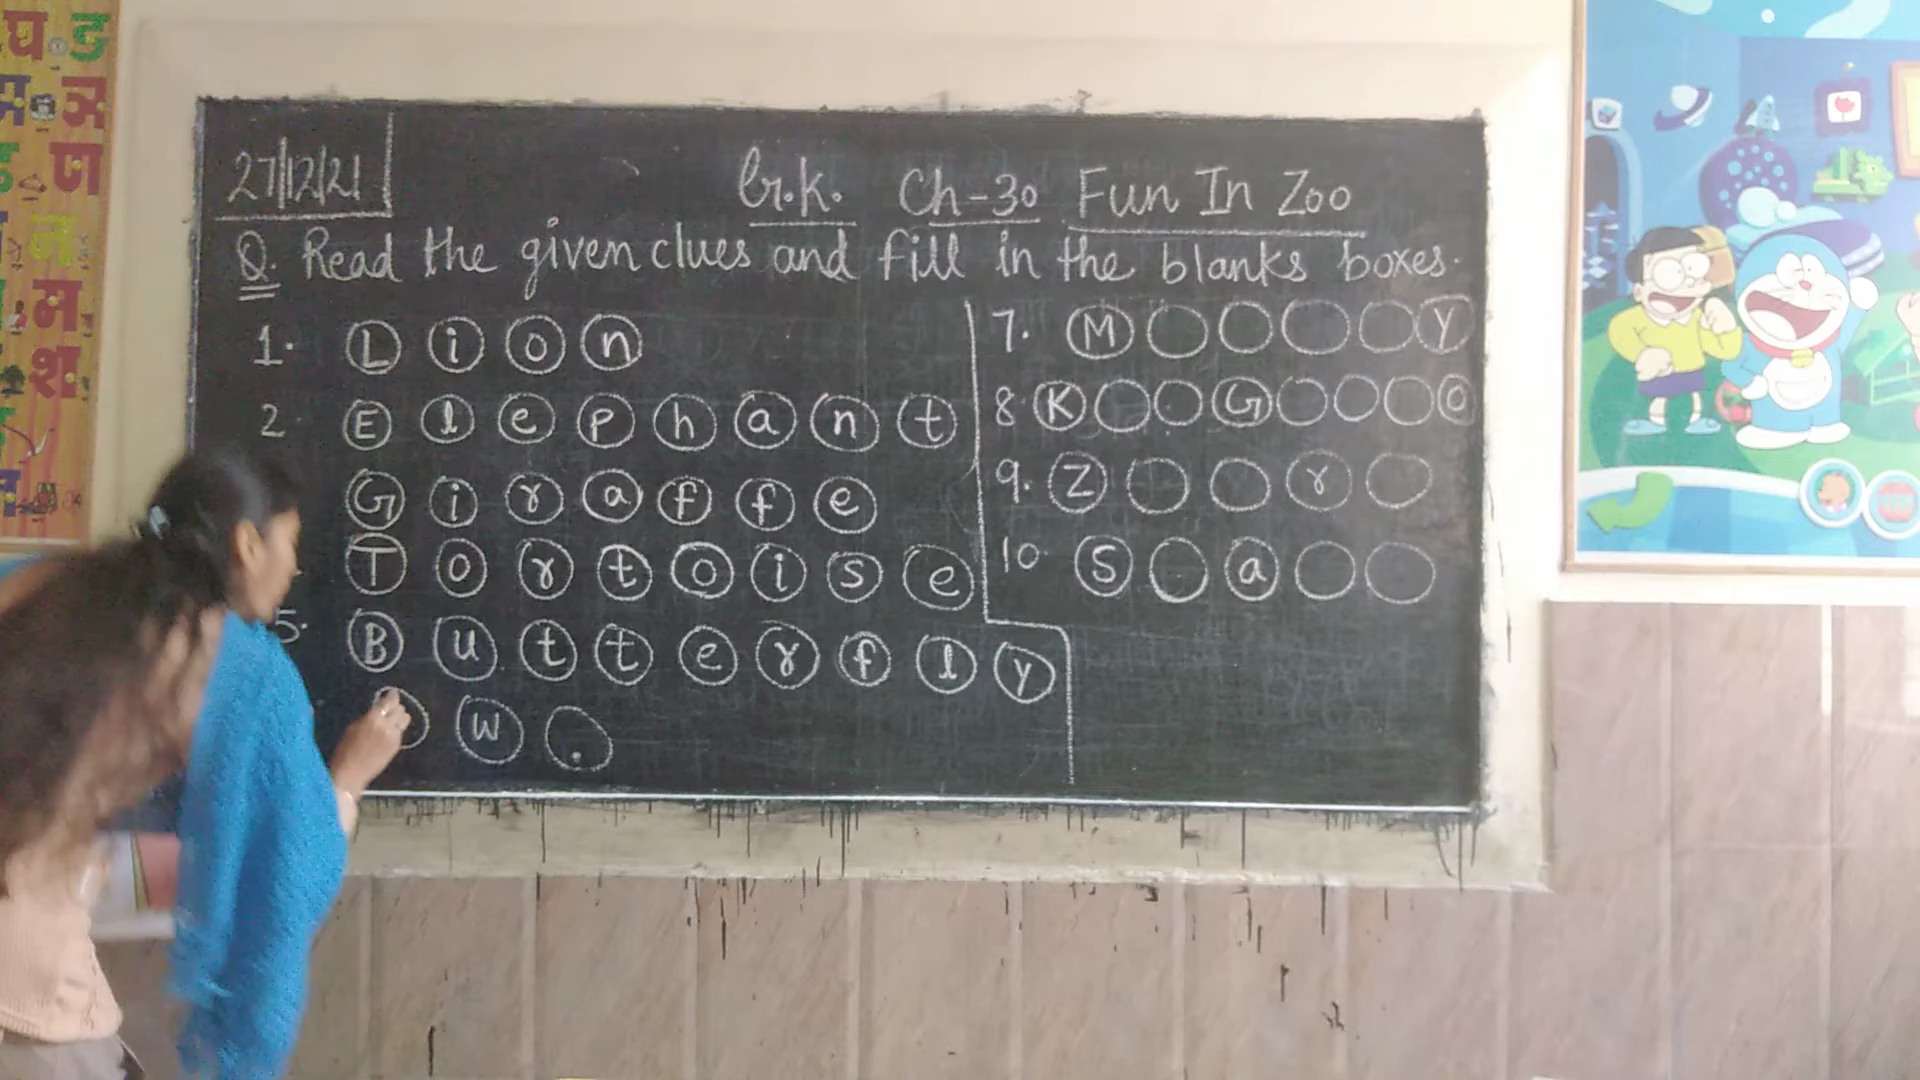 घ ङ
ञ
ण
न
म
श
27/12/21
G.K. Ch-30 Fun In Zoo
Q. Read the given clues and fill in the blanks boxes.
1. L i o n
2. E l e p h a n t
G i r a f f e
T o r t o i s e
5. B u t t e r f l y
W
7. M Y
8. K G O
9. Z r
10. S a